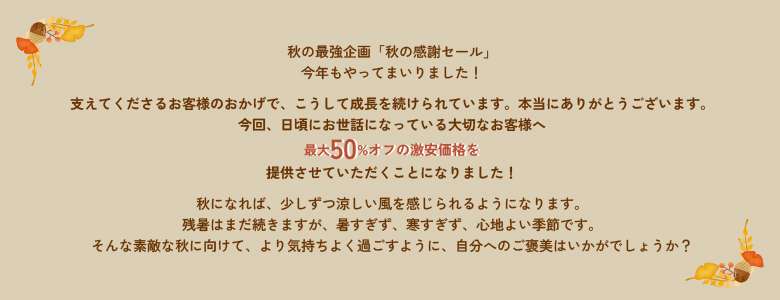 秋の最強企画「秋の感謝セール」
今年もやってまいりました！
支えてくださるお客様のおかげで、こうして成長を続けられています。本当にありがとうございます。
今回、日頃にお世話になっている大切なお客様へ
最大50%オフの激安価格を
提供させていただくことになりました！
秋になれば、少しずつ涼しい風を感じられるようになります。
残暑はまだ続きますが、暑すぎず、寒すぎず、心地よい季節です。
そんな素敵な秋に向けて、より気持ちよく過ごすように、自分へのご褒美はいかがでしょうか？